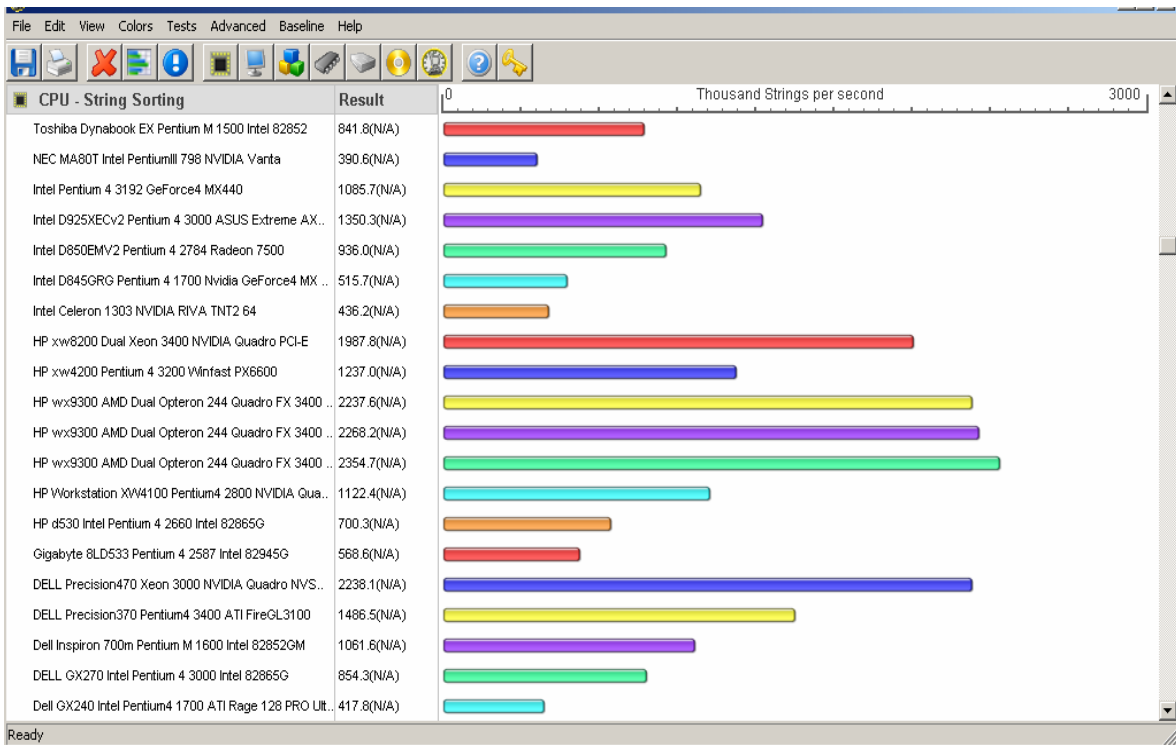 File Edit View Colors Tests Advanced Baseline Help
CPU - String Sorting Result 0 Thousand Strings per second 3000
Toshiba Dynabook EX Pentium M 1500 Intel 82852 841.8(N/A)
NEC MA80T Intel PentiumIII 798 NVIDIA Vanta 390.6(N/A)
Intel Pentium 4 3192 GeForce4 MX440 1085.7(N/A)
Intel D925XECv2 Pentium 4 3000 ASUS Extreme AX.. 1350.3(N/A)
Intel D850EMV2 Pentium 4 2784 Radeon 7500 936.0(N/A)
Intel D845GRG Pentium 4 1700 Nvidia GeForce4 MX .. 515.7(N/A)
Intel Celeron 1303 NVIDIA RIVA TNT2 64 436.2(N/A)
HP xw8200 Dual Xeon 3400 NVIDIA Quadro PCI-E 1987.8(N/A)
HP xw4200 Pentium 4 3200 Winfast PX6600 1237.0(N/A)
HP wx9300 AMD Dual Opteron 244 Quadro FX 3400 .. 2237.6(N/A)
HP wx9300 AMD Dual Opteron 244 Quadro FX 3400 .. 2268.2(N/A)
HP wx9300 AMD Dual Opteron 244 Quadro FX 3400 .. 2354.7(N/A)
HP Workstation XW4100 Pentium4 2800 NVIDIA Qua.. 1122.4(N/A)
HP d530 Intel Pentium 4 2660 Intel 82865G 700.3(N/A)
Gigabyte 8LD533 Pentium 4 2587 Intel 82945G 568.6(N/A)
DELL Precision470 Xeon 3000 NVIDIA Quadro NVS.. 2238.1(N/A)
DELL Precision370 Pentium4 3400 ATI FireGL3100 1486.5(N/A)
Dell Inspiron 700m Pentium M 1600 Intel 82852GM 1061.6(N/A)
DELL GX270 Intel Pentium 4 3000 Intel 82865G 854.3(N/A)
Dell GX240 Intel Pentium4 1700 ATI Rage 128 PRO Ult.. 417.8(N/A)
Ready